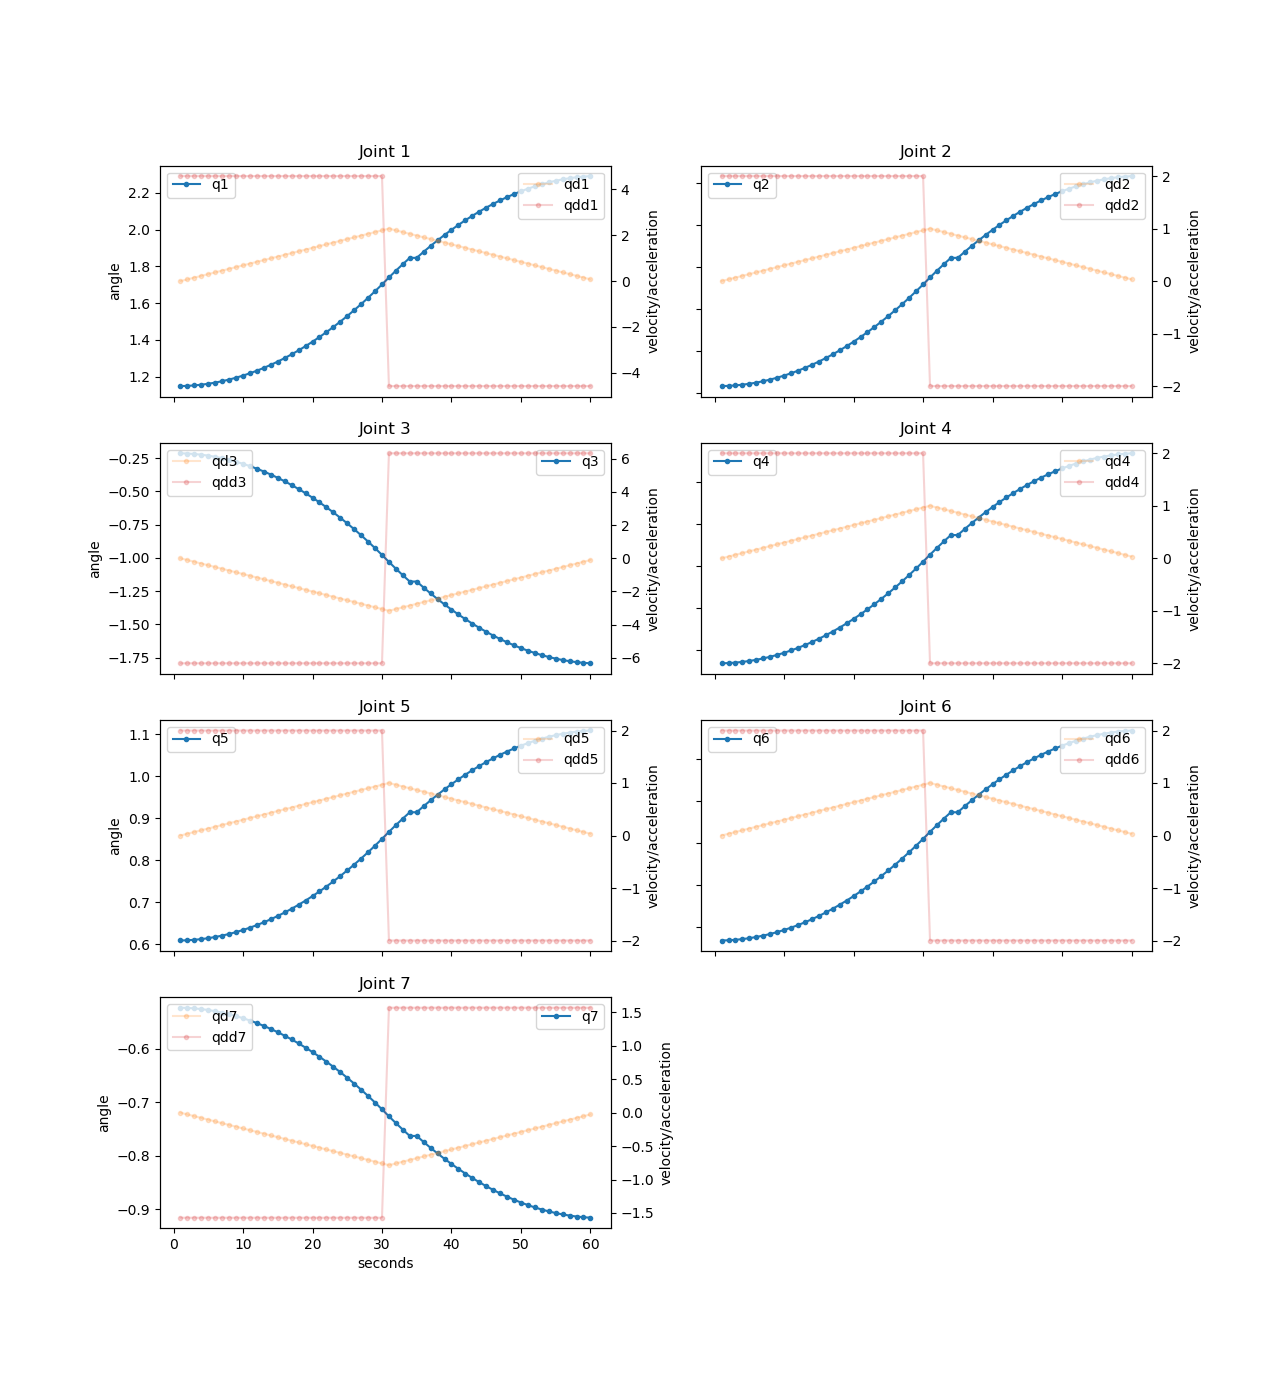 Joint 1
angle
2.2
2.0
1.8
1.6
1.4
1.2
q1
qd1
qdd1
4
2
0
−2
−4
velocity/acceleration
Joint 2
q2
qd2
qdd2
2
1
0
−1
−2
velocity/acceleration
Joint 3
angle
−0.25
−0.50
−0.75
−1.00
−1.25
−1.50
−1.75
qd3
qdd3
q3
6
4
2
0
−2
−4
−6
velocity/acceleration
Joint 4
q4
qd4
qdd4
2
1
0
−1
−2
velocity/acceleration
Joint 5
angle
1.1
1.0
0.9
0.8
0.7
0.6
q5
qd5
qdd5
2
1
0
−1
−2
velocity/acceleration
Joint 6
q6
qd6
qdd6
2
1
0
−1
−2
velocity/acceleration
Joint 7
angle
−0.6
−0.7
−0.8
−0.9
qd7
qdd7
q7
1.5
1.0
0.5
0.0
−0.5
−1.0
−1.5
velocity/acceleration
0 10 20 30 40 50 60
seconds